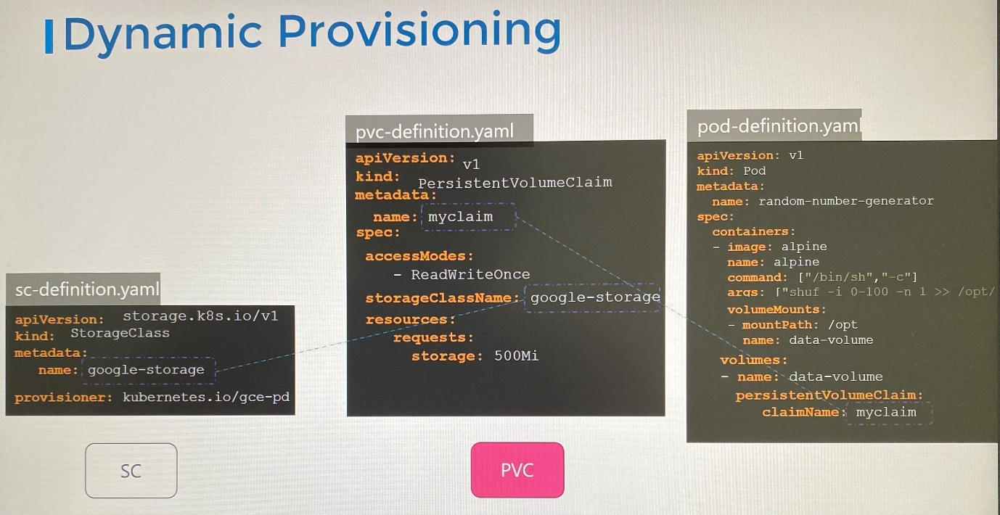 Dynamic Provisioning
sc-definition.yaml
apiVersion: storage.k8s.io/v1
kind: StorageClass
metadata:
name: google-storage
provisioner: kubernetes.io/gce-pd
SC
pvc-definition.yaml
apiVersion: v1
kind: PersistentVolumeClaim
metadata:
name: myclaim
spec:
accessModes:
- ReadWriteOnce
storageClassName: google-storage
resources:
requests:
storage: 500Mi
PVC
pod-definition.yaml
apiVersion: v1
kind: Pod
metadata:
name: random-number-generator
spec:
containers:
- image: alpine
name: alpine
command: ["/bin/sh","-c"]
args: ["shuf -i 0-100 -n 1 >> /opt/
volumeMounts:
- mountPath: /opt
name: data-volume
volumes:
- name: data-volume
persistentVolumeClaim:
claimName: myclaim